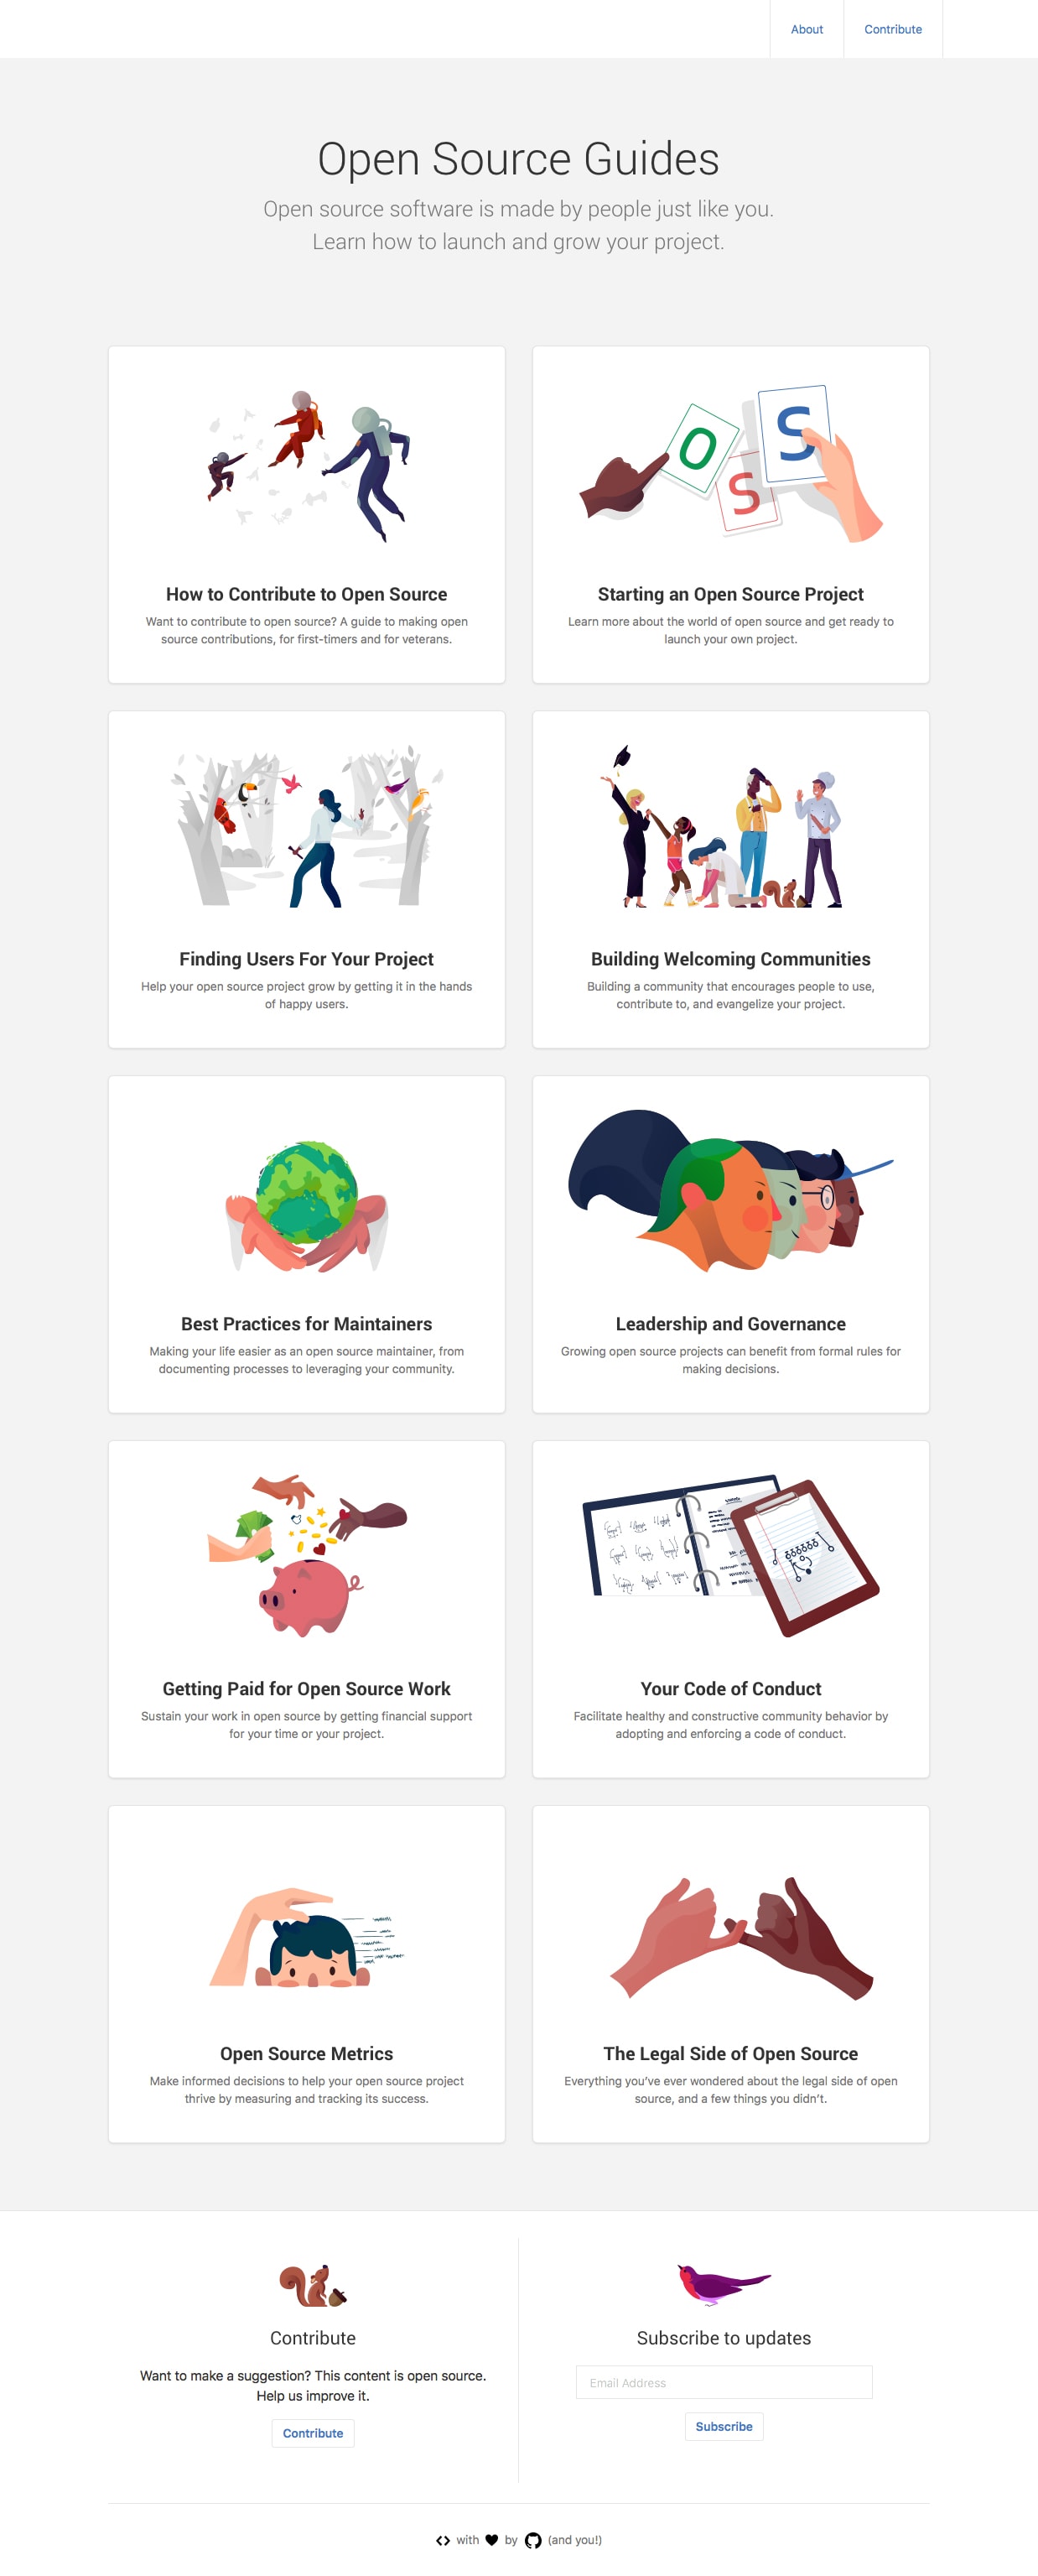 About
Contribute
Open Source Guides
Open source software is made by people just like you.
Learn how to launch and grow your project.
O
S
S
How to Contribute to Open Source
Want to contribute to open source? A guide to making open
source contributions, for first-timers and for veterans.
Starting an Open Source Project
Learn more about the world of open source and get ready to
launch your own project.
Finding Users For Your Project
Help your open source project grow by getting it in the hands
of happy users.
Building Welcoming Communities
Building a community that encourages people to use,
contribute to, and evangelize your project.
Best Practices for Maintainers
Making your life easier as an open source maintainer, from
documenting processes to leveraging your community.
Leadership and Governance
Growing open source projects can benefit from formal rules for
making decisions.
Getting Paid for Open Source Work
Sustain your work in open source by getting financial support
for your time or your project.
Your Code of Conduct
Facilitate healthy and constructive community behavior by
adopting and enforcing a code of conduct.
Open Source Metrics
Make informed decisions to help your open source project
thrive by measuring and tracking its success.
The Legal Side of Open Source
Everything you’ve ever wondered about the legal side of open
source, and a few things you didn’t.
Contribute
Want to make a suggestion? This content is open source.
Help us improve it.
Contribute
Subscribe to updates
Email Address
Subscribe
with by (and you!)